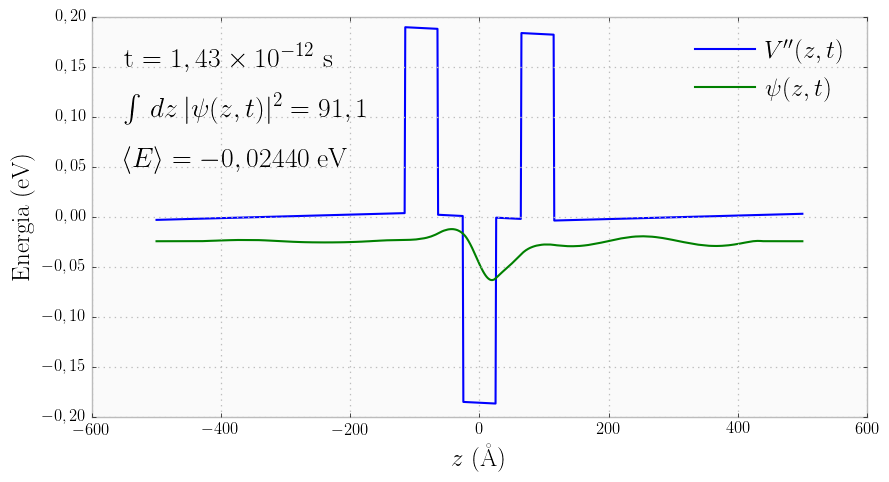 t = 1,43 × 10⁻¹² s
∫ dz |ψ(z, t)|² = 91,1
⟨E⟩ = −0,02440 eV
V″(z, t)
ψ(z, t)
Energia (eV)
0,20
0,15
0,10
0,05
0,00
−0,05
−0,10
−0,15
−0,20
−600 −400 −200 0 200 400 600
z (Å)